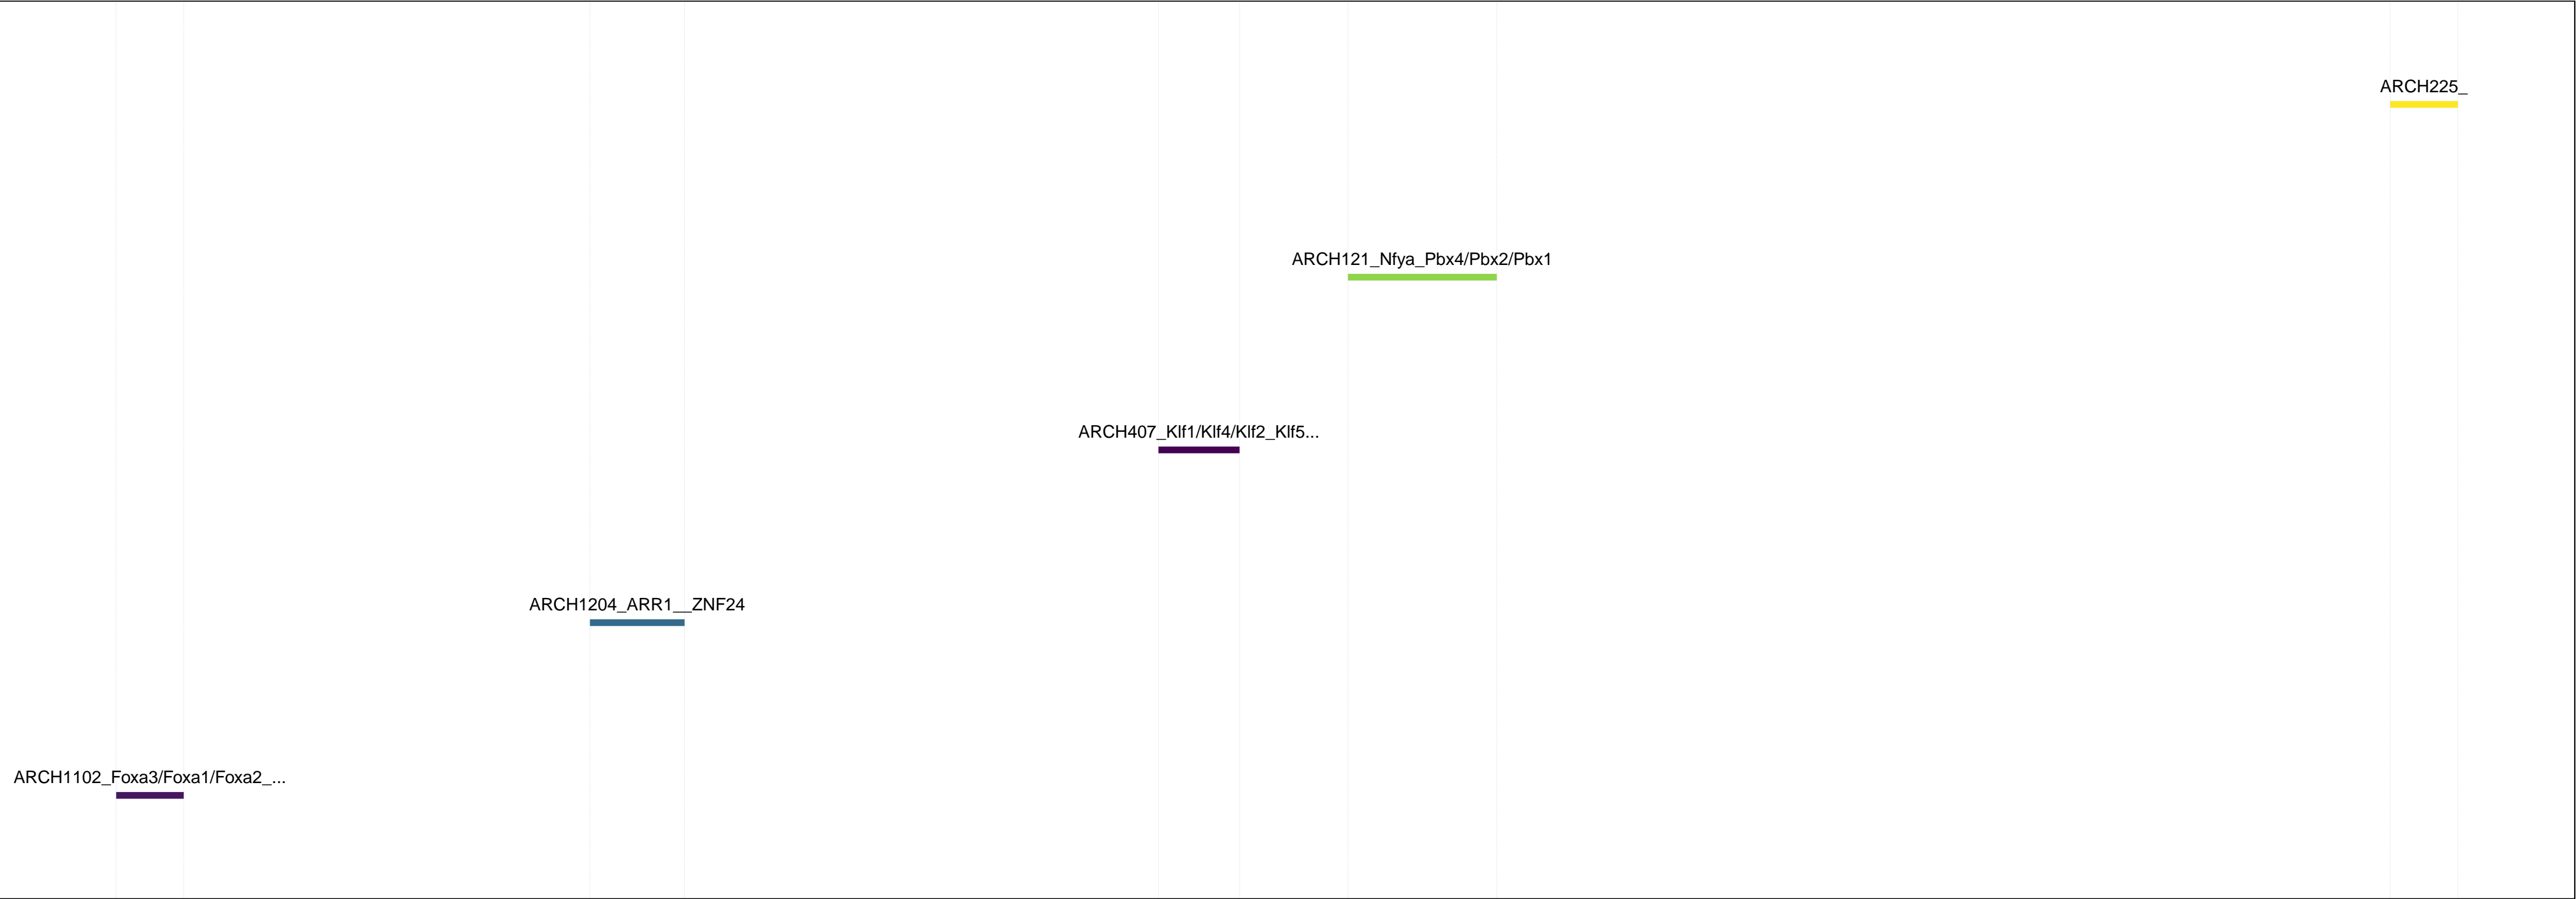 ARCH225_
ARCH121_Nfya_Pbx4/Pbx2/Pbx1
ARCH407_Klf1/Klf4/Klf2_Klf5...
ARCH1204_ARR1__ZNF24
ARCH1102_Foxa3/Foxa1/Foxa2_...